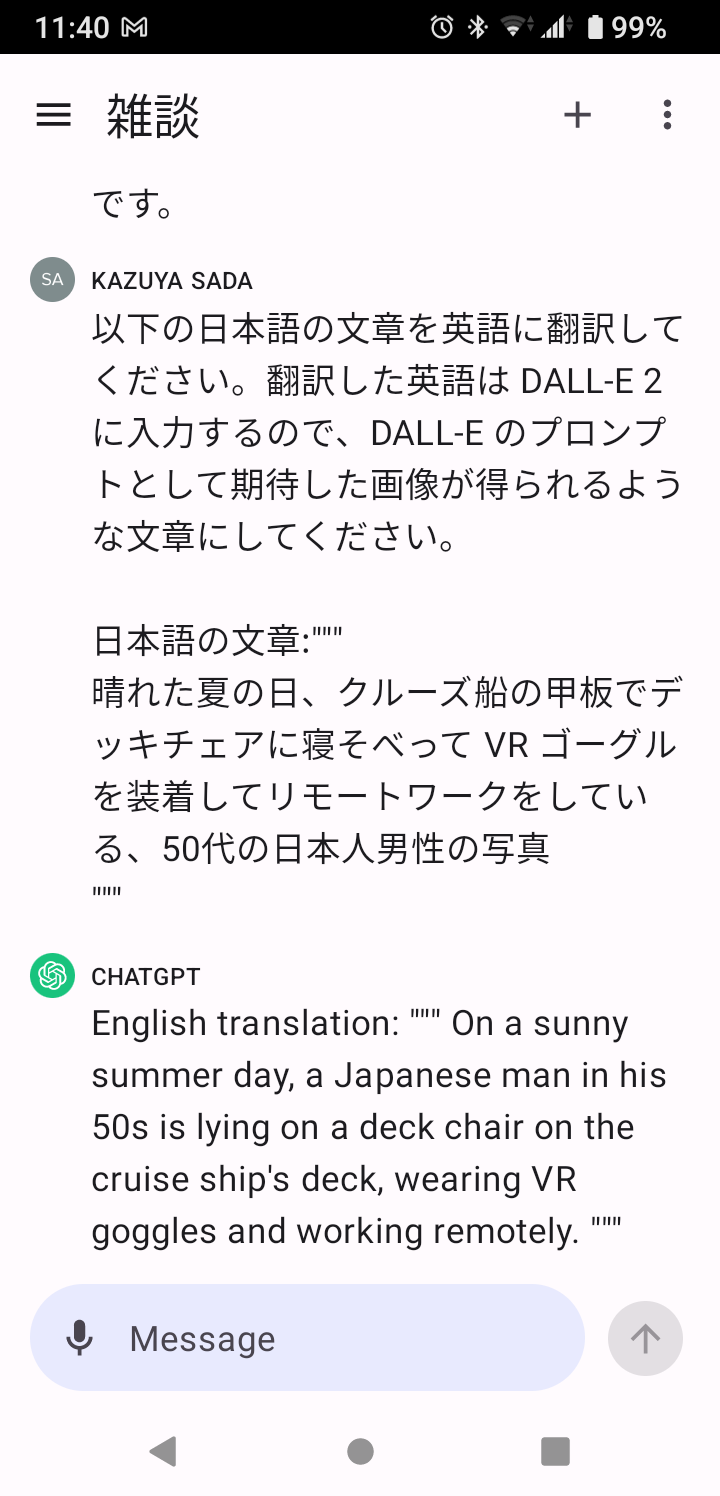 11:40
99%
雑談
です。
SA
KAZUYA SADA
以下の日本語の文章を英語に翻訳して
ください。翻訳した英語は DALL-E 2
に入力するので、DALL-E のプロンプ
トとして期待した画像が得られるよう
な文章にしてください。
日本語の文章:"""
晴れた夏の日、クルーズ船の甲板でデ
ッキチェアに寝そべって VR ゴーグル
を装着してリモートワークをしてい
る、50代の日本人男性の写真
"""
CHATGPT
English translation: """ On a sunny
summer day, a Japanese man in his
50s is lying on a deck chair on the
cruise ship's deck, wearing VR
goggles and working remotely. """
Message